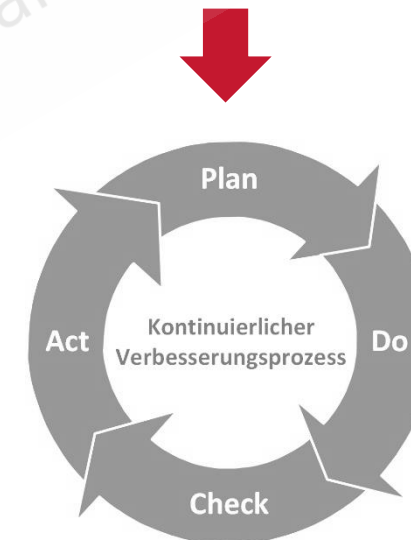 Plan
Do
Check
Act
Kontinuierlicher
Verbesserungsprozess